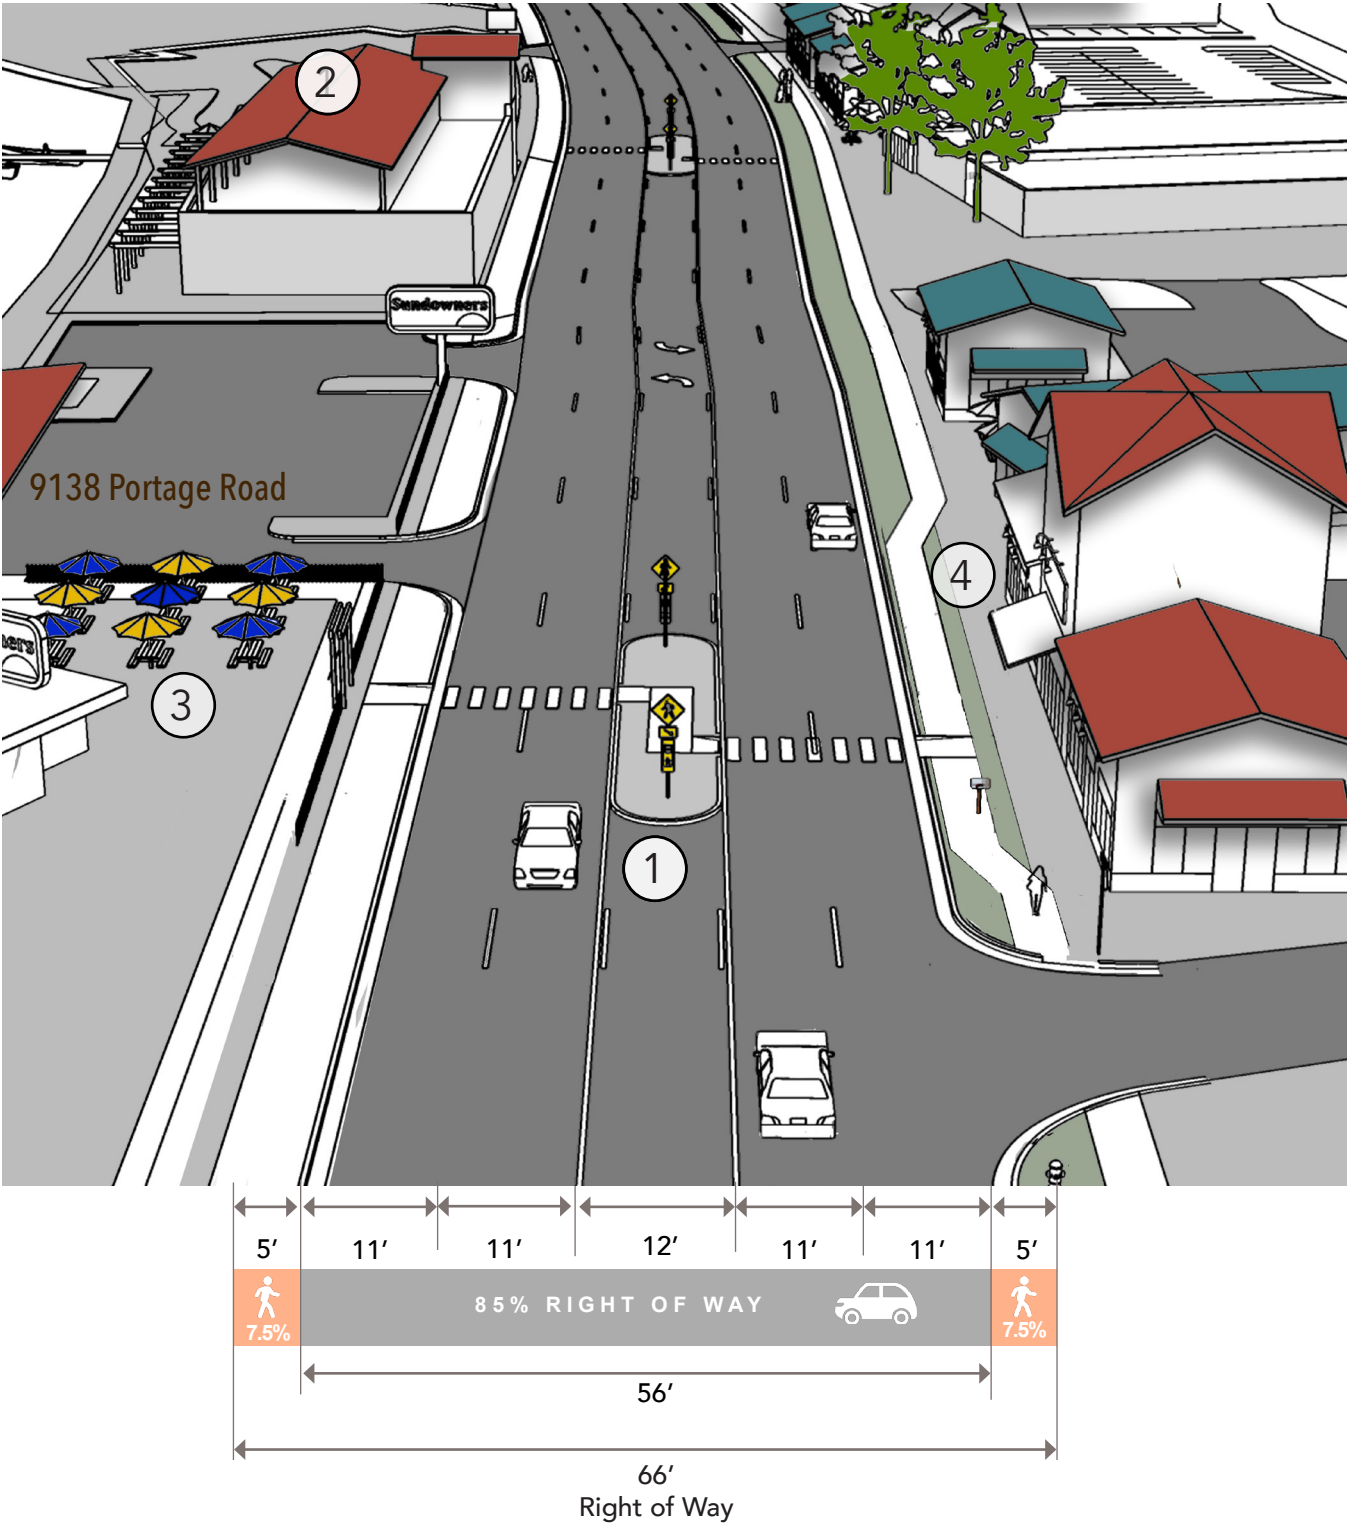 2
Sundowners
9138 Portage Road
4
ers
3
1
5’ 11’ 11’ 12’ 11’ 11’ 5’
85% RIGHT OF WAY
7.5% 7.5%
56’
66’
Right of Way